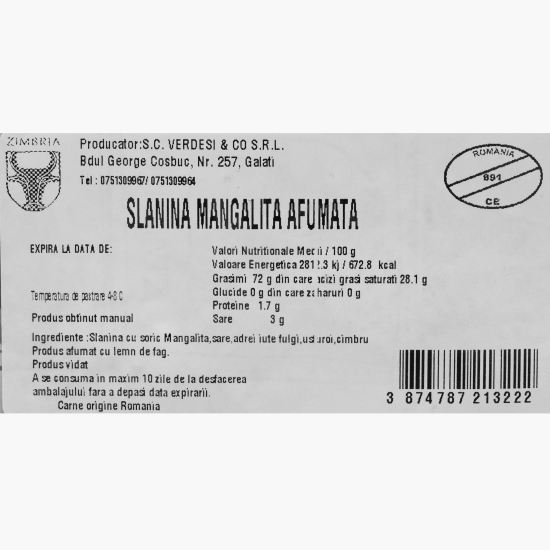 ZIMBRIA
Producator:S.C. VERDESI & CO S.R.L.
Bdul George Cosbuc, Nr. 257, Galati
Tel : 0751309967/ 0751309964
ROMANIA
891
CE
SLANINA MANGALITA AFUMATA
EXPIRA LA DATA DE:
Valori Nutritionale Medii / 100 g
Valoare Energetica 2812.3 kj / 672.8 kcal
Grasimi 72 g din care acizi grasi saturati 28.1 g
Glucide 0 g din care zaharuri 0 g
Proteine 1.7 g
Sare 3 g
Temperatura de pastrare 4-8 C
Produs obtinut manual
Ingrediente :Slanina cu soric Mangalita,sare,ardei iute fulgi,usturoi,cimbru
Produs afumat cu lemn de fag.
Produs vidat
A se consuma in maxim 10 zile de la desfacerea
ambalajului fara a depasi data expirarii.
Carne origine Romania
3 874787 213222